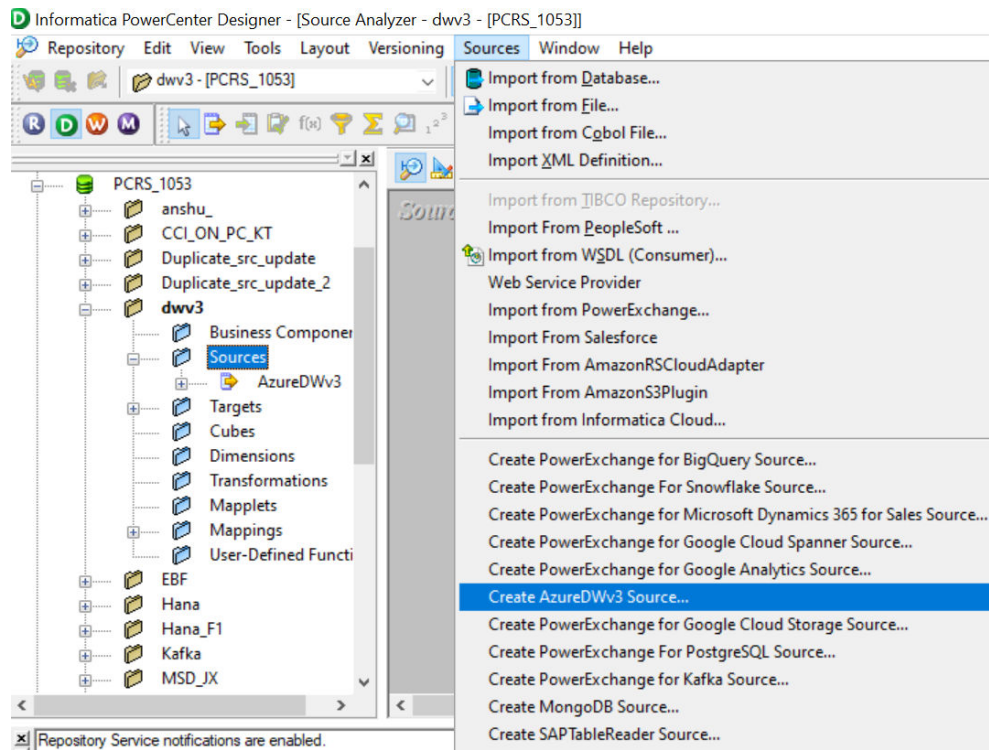 Informatica PowerCenter Designer - [Source Analyzer - dwv3 - [PCRS_1053]]
Repository Edit View Tools Layout Versioning Sources Window Help
dwv3 - [PCRS_1053]
R D W M f(x) Σ 1 2 3
PCRS_1053
anshu_
CCI_ON_PC_KT
Duplicate_src_update
Duplicate_src_update_2
dwv3
Business Componer
Sources
AzureDWv3
Targets
Cubes
Dimensions
Transformations
Mapplets
Mappings
User-Defined Functi
EBF
Hana
Hana_F1
Kafka
MSD_JX
Sour
Import from Database...
Import from File...
Import from Cobol File...
Import XML Definition...
Import from TIBCO Repository...
Import From PeopleSoft ...
Import from WSDL (Consumer)...
Web Service Provider
Import from PowerExchange...
Import From Salesforce
Import From AmazonRSCloudAdapter
Import From AmazonS3Plugin
Import from Informatica Cloud...
Create PowerExchange for BigQuery Source...
Create PowerExchange For Snowflake Source...
Create PowerExchange for Microsoft Dynamics 365 for Sales Source...
Create PowerExchange for Google Cloud Spanner Source...
Create PowerExchange for Google Analytics Source...
Create AzureDWv3 Source...
Create PowerExchange for Google Cloud Storage Source...
Create PowerExchange For PostgreSQL Source...
Create PowerExchange for Kafka Source...
Create MongoDB Source...
Create SAPTableReader Source...
Repository Service notifications are enabled.